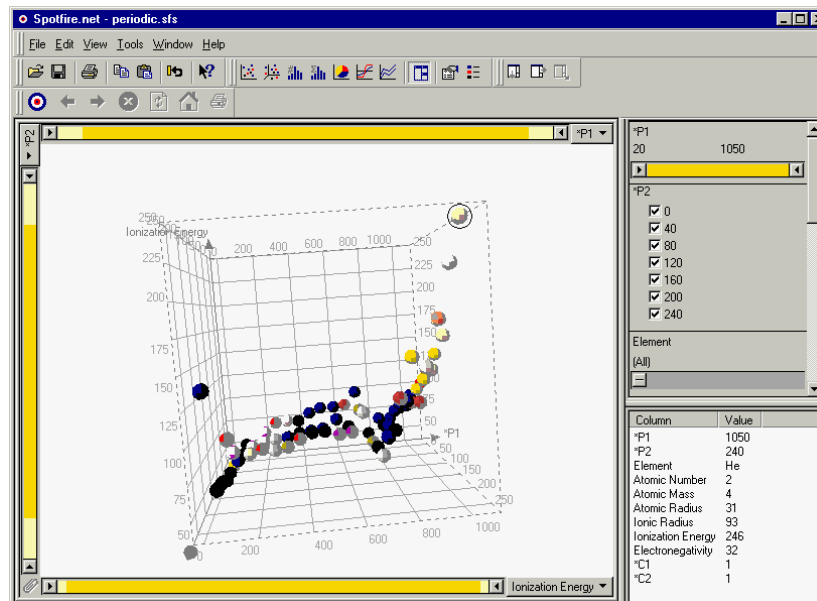 Spotfire.net - periodic.sfs
File Edit View Tools Window Help
*P2
*P1
250
Ionization Energy
225
200
175
150
125
100
75
50
0
200 400 600 800 1000
250
225
200
175
150
125
100
*P1
50
100
150
200
250
0 200 400 600 800 1000
Ionization Energy
*P1
20 1050
*P2
0
40
80
120
160
200
240
Element
(All)
Column Value
*P1 1050
*P2 240
Element He
Atomic Number 2
Atomic Mass 4
Atomic Radius 31
Ionic Radius 93
Ionization Energy 246
Electronegativity 32
*C1 1
*C2 1